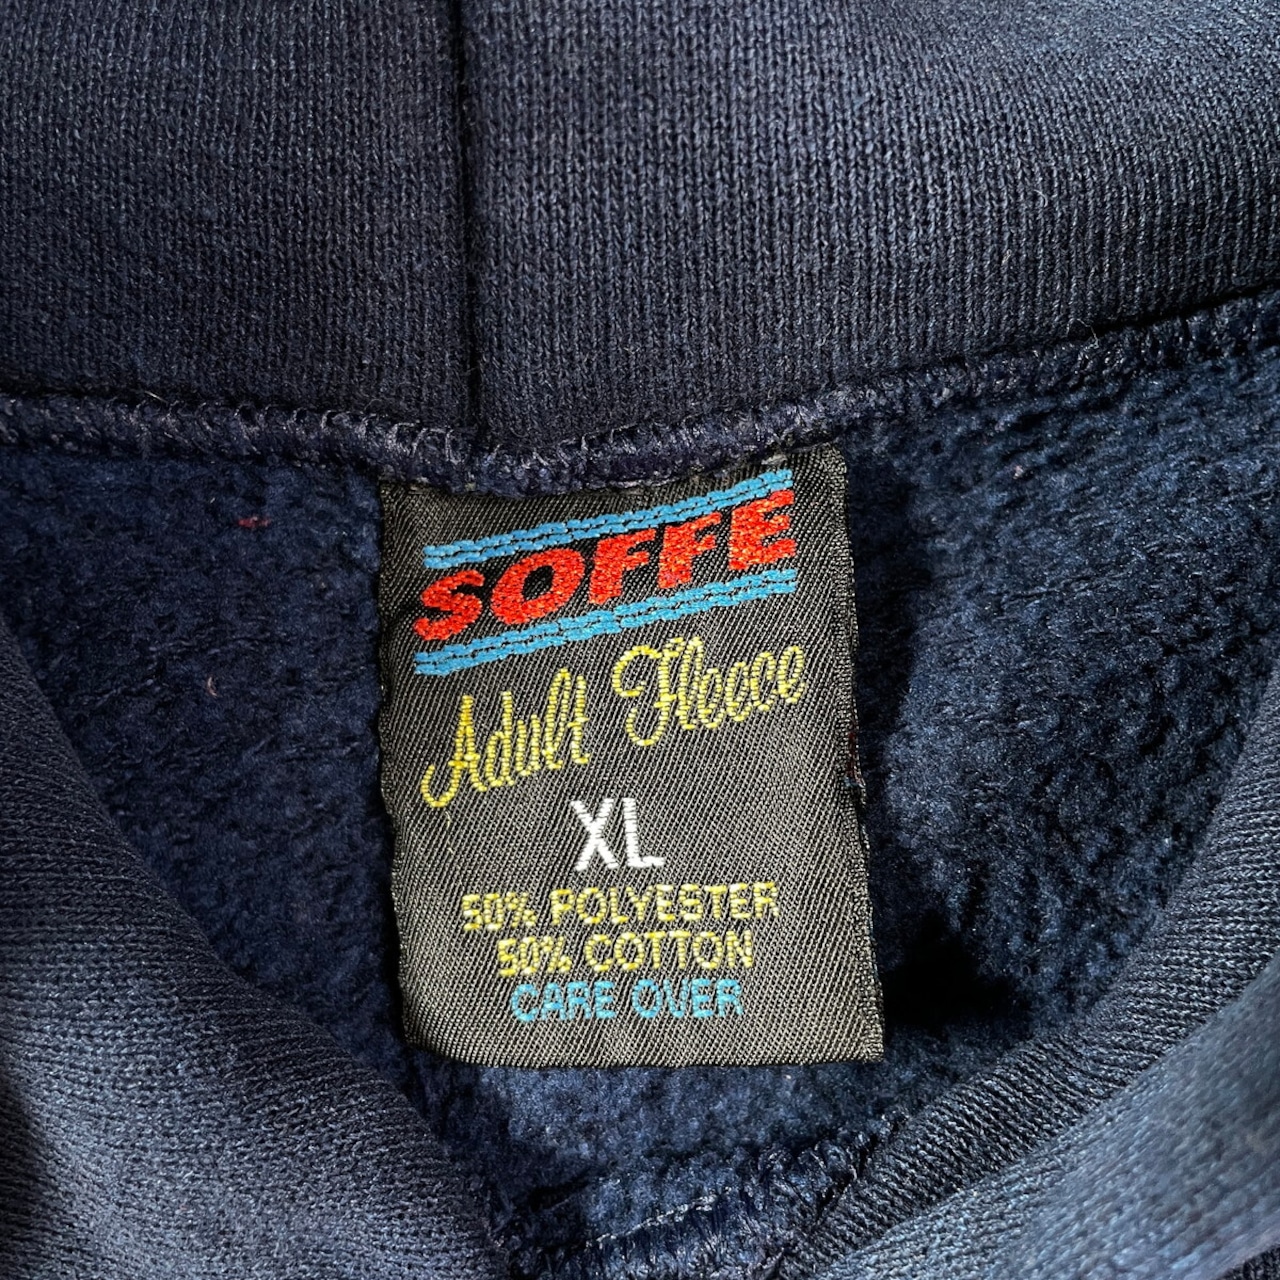 SOFFE
Adult Fleece
XL
50% POLYESTER
50% COTTON
CARE OVER